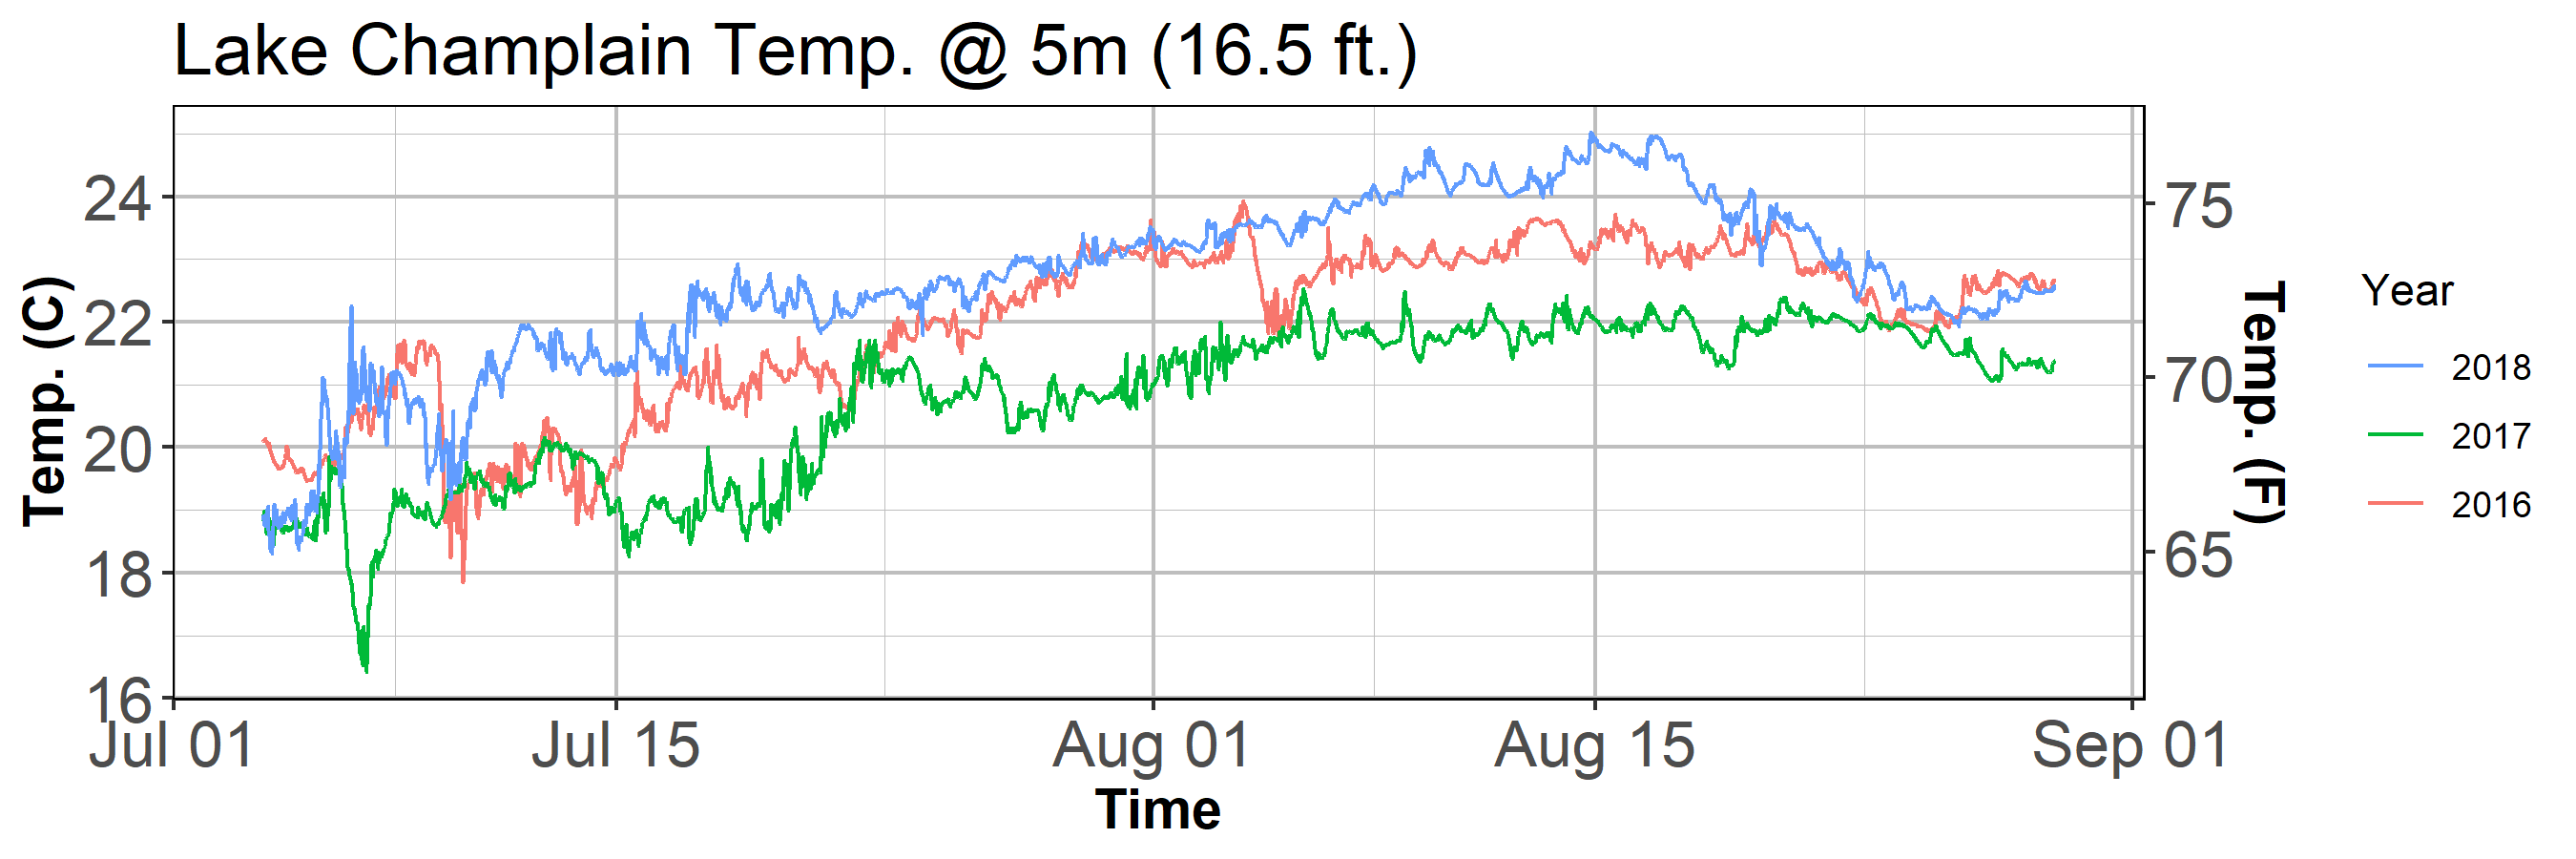 Lake Champlain Temp. @ 5m (16.5 ft.)
Temp. (C)
24
22
20
18
16
Jul 01
Jul 15
Aug 01
Aug 15
Sep 01
Time
75
70
65
Temp. (F)
Year
2018
2017
2016